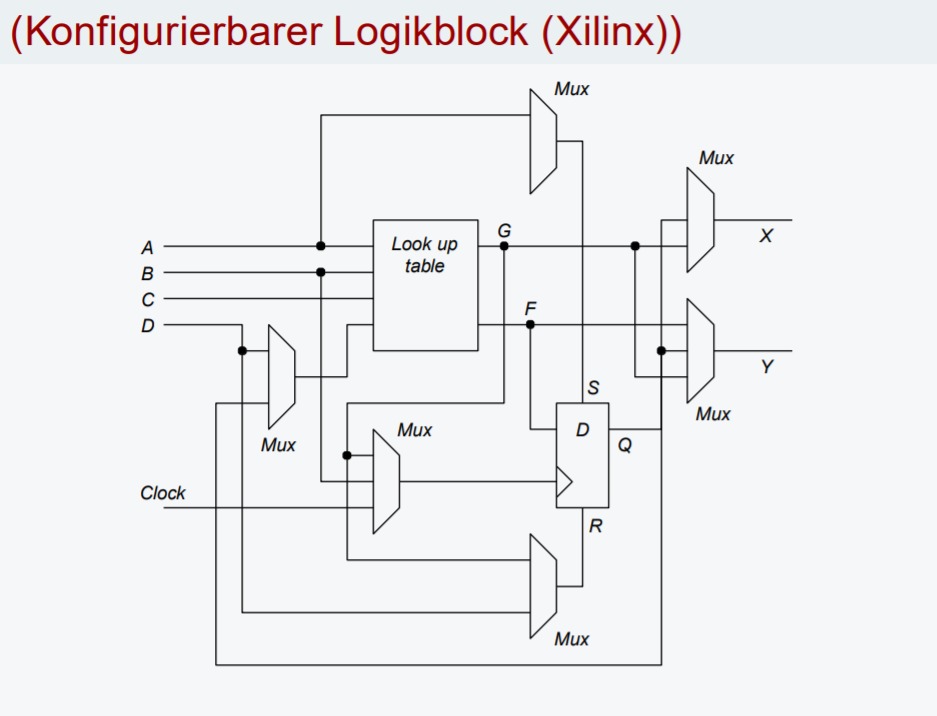 (Konfigurierbarer Logikblock (Xilinx))
Mux
Mux
A
Look up
table
G
X
B
C
F
D
Y
S
Mux
Mux
Mux
D
Q
Clock
R
Mux